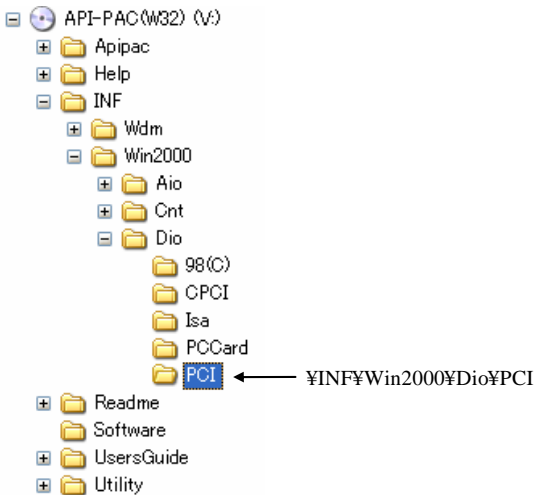 API-PAC(W32) (V:)
Apipac
Help
INF
Wdm
Win2000
Aio
Cnt
Dio
98(C)
CPCI
Isa
PCCard
PCI ¥INF¥Win2000¥Dio¥PCI
Readme
Software
UsersGuide
Utility